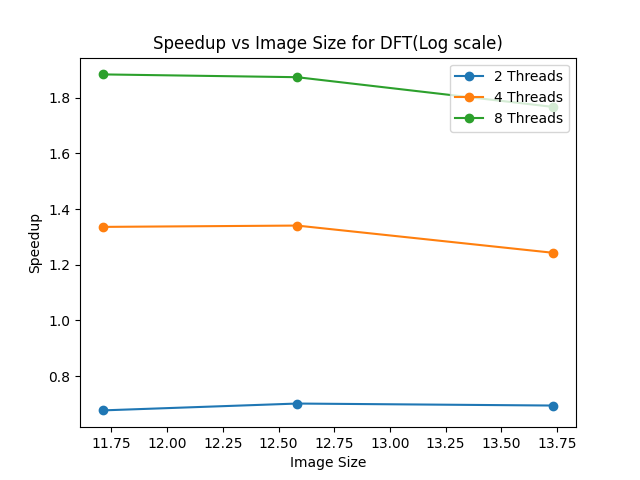 Speedup vs Image Size for DFT(Log scale)
2 Threads
4 Threads
8 Threads
1.8
1.6
1.4
1.2
1.0
0.8
Speedup
11.75 12.00 12.25 12.50 12.75 13.00 13.25 13.50 13.75
Image Size